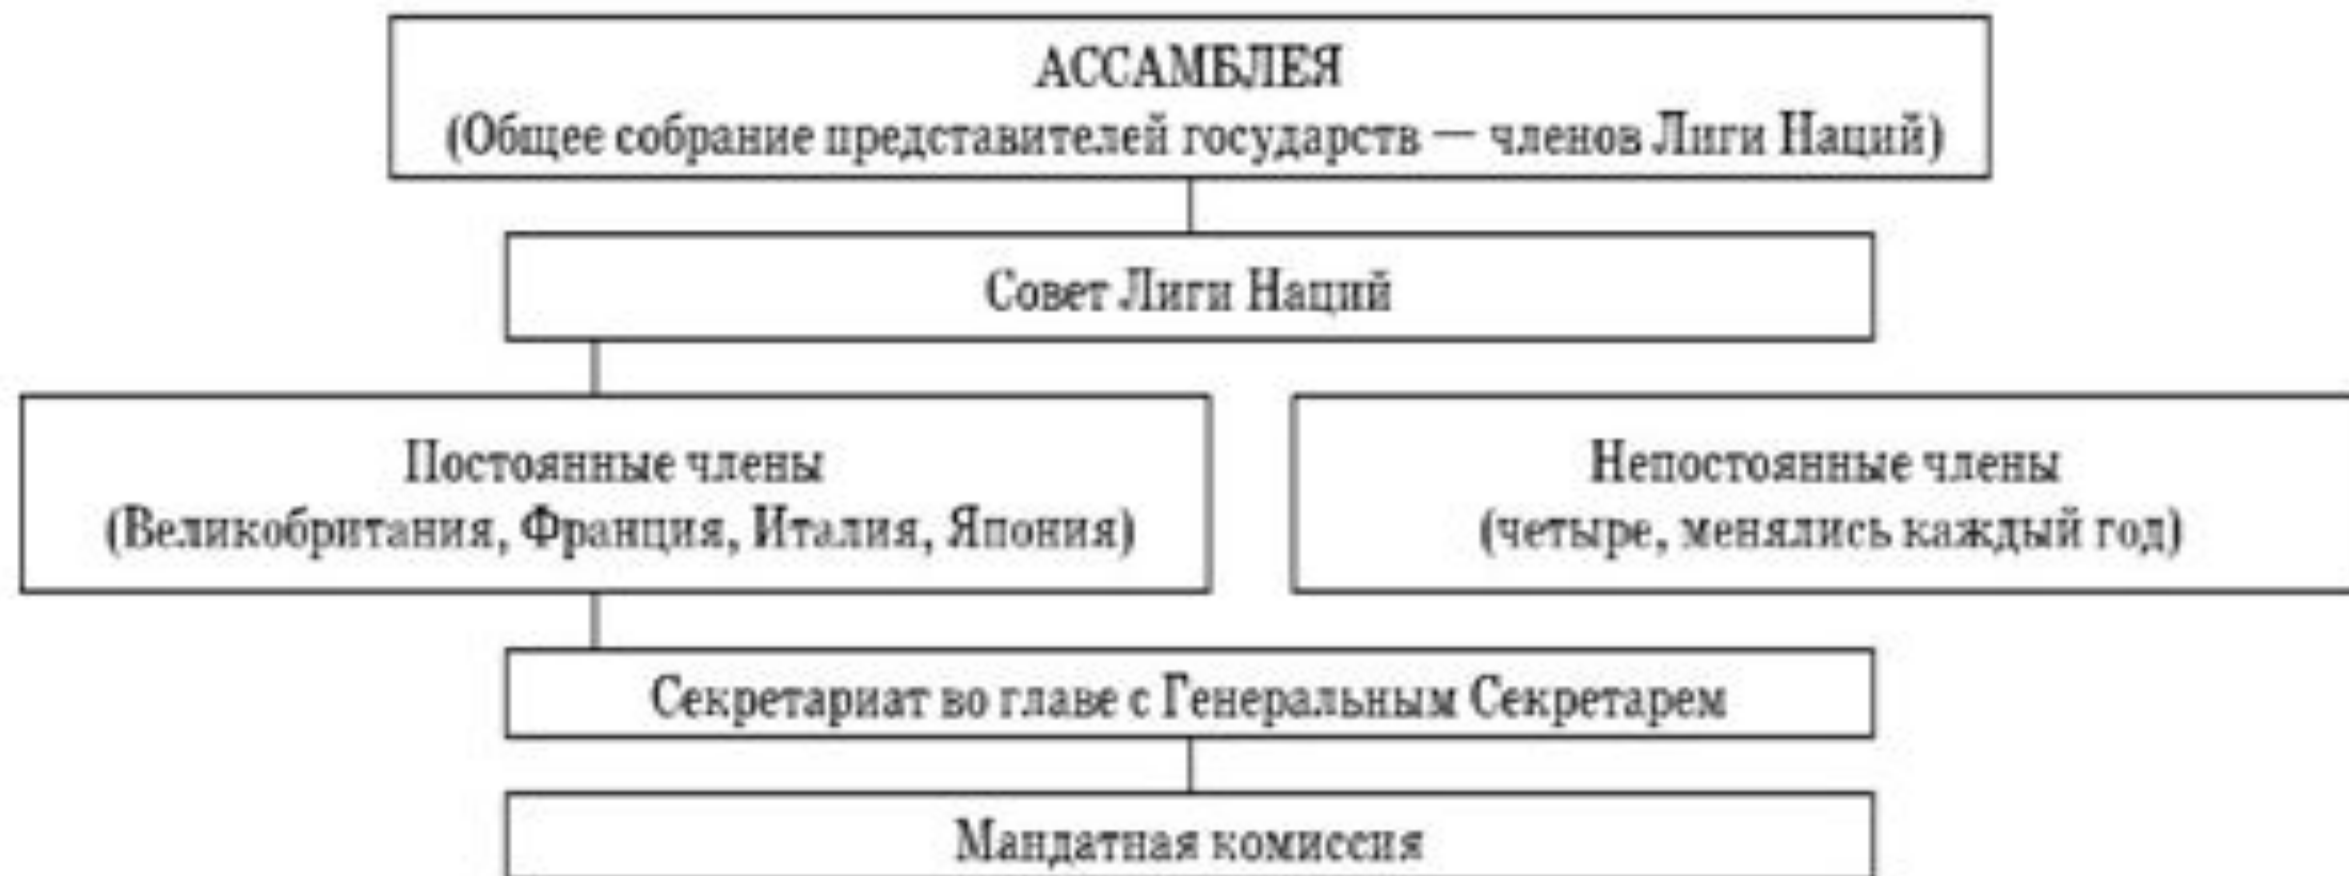 АССАМБЛЕЯ
(Общее собрание представителей государств — членов Лиги Наций)
Совет Лиги Наций
Постоянные члены
(Великобритания, Франция, Италия, Япония)
Непостоянные члены
(четыре, менялись каждый год)
Секретариат во главе с Генеральным Секретарем
Мандатная комиссия